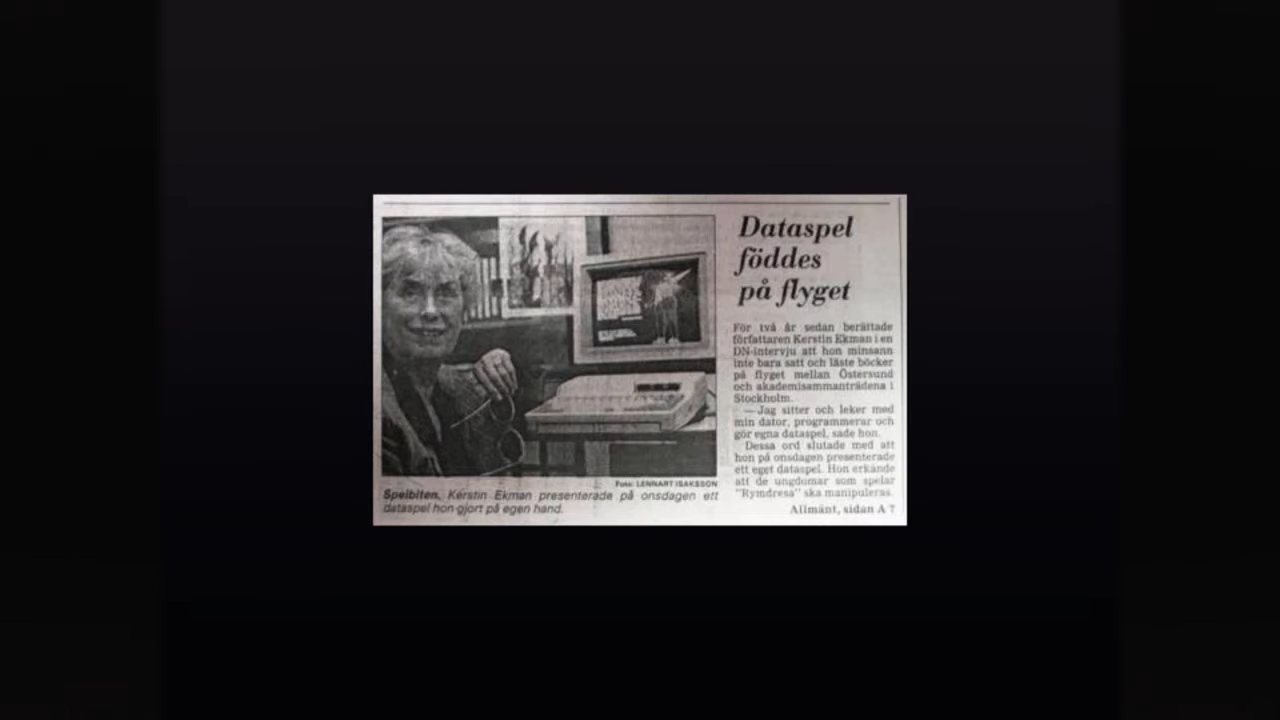 Dataspel
föddes
på flyget
För två år sedan berättade
författaren Kerstin Ekman i en
DN-intervju att hon minsann
inte bara satt och läste böcker
på flyget mellan Östersund
och akademisammanträdena i
Stockholm.
— Jag sitter och leker med
min dator, programmerar och
gör egna dataspel, sade hon.
Dessa ord slutade med att
hon på onsdagen presenterade
ett eget dataspel. Hon erkände
att de ungdomar som spelar
"Rymdresa" ska manipuleras.
Allmänt, sidan A 7
Foto: LENNART ISAKSSON
Spelbiten. Kerstin Ekman presenterade på onsdagen ett
dataspel hon gjort på egen hand.